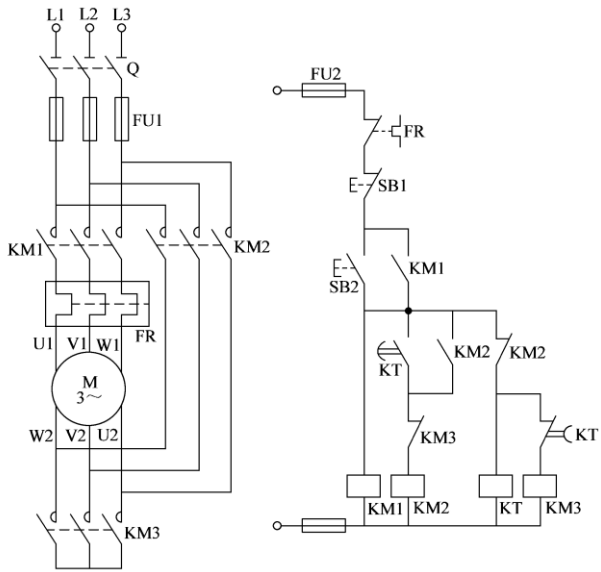 L1 L2 L3
Q
FU1
KM1
KM2
FR
U1 V1 W1
M
3～
W2 V2 U2
KM3
FU2
FR
SB1
SB2
KM1
KT
KM2
KM2
KM3
KT
KM1 KM2 KT KM3